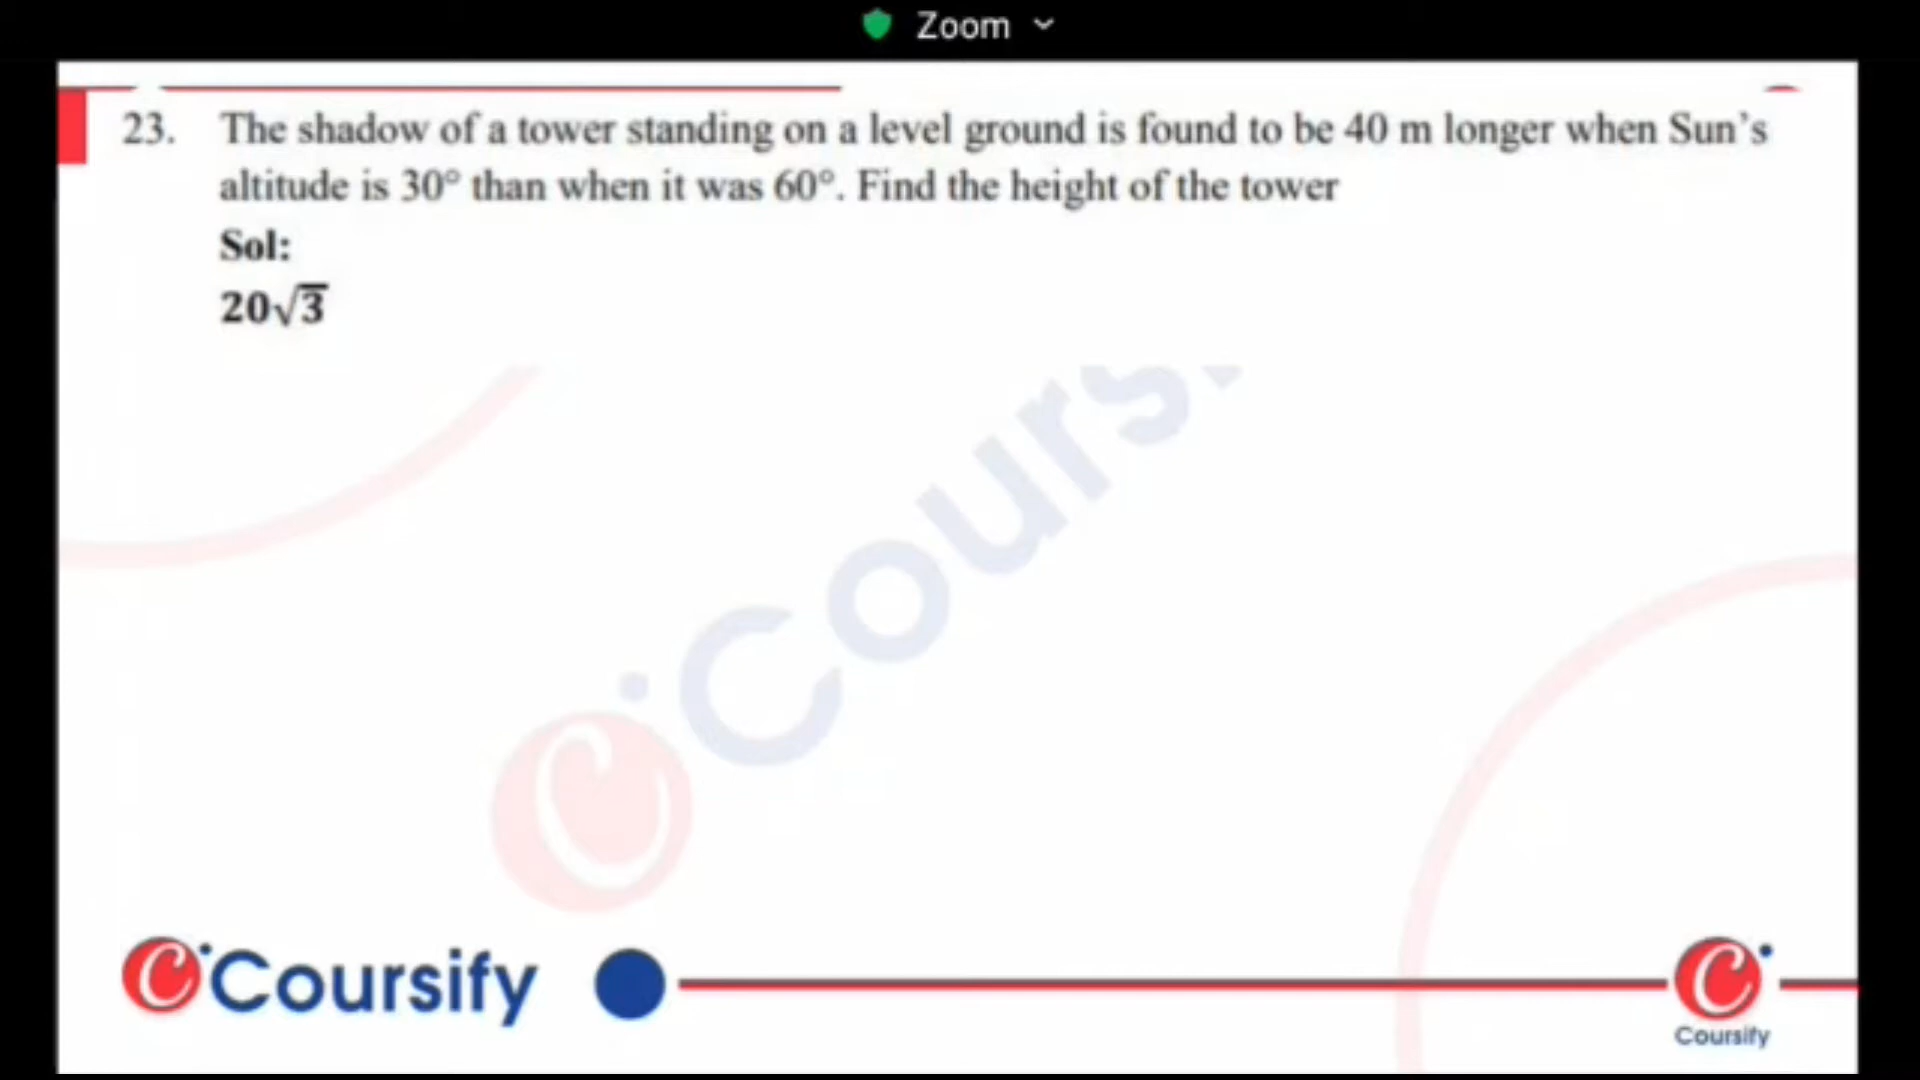 Zoom
23. The shadow of a tower standing on a level ground is found to be 40 m longer when Sun’s
altitude is 30° than when it was 60°. Find the height of the tower
Sol:
20√3
Cours
Coursify
Coursify